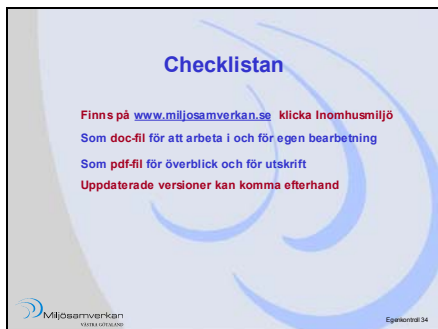 Checklistan
Finns på www.miljosamverkan.se klicka Inomhusmiljö
Som doc-fil för att arbeta i och för egen bearbetning
Som pdf-fil för överblick och för utskrift
Uppdaterade versioner kan komma efterhand
Miljösamverkan
VÄSTRA GÖTALAND
Egenkontroll 34